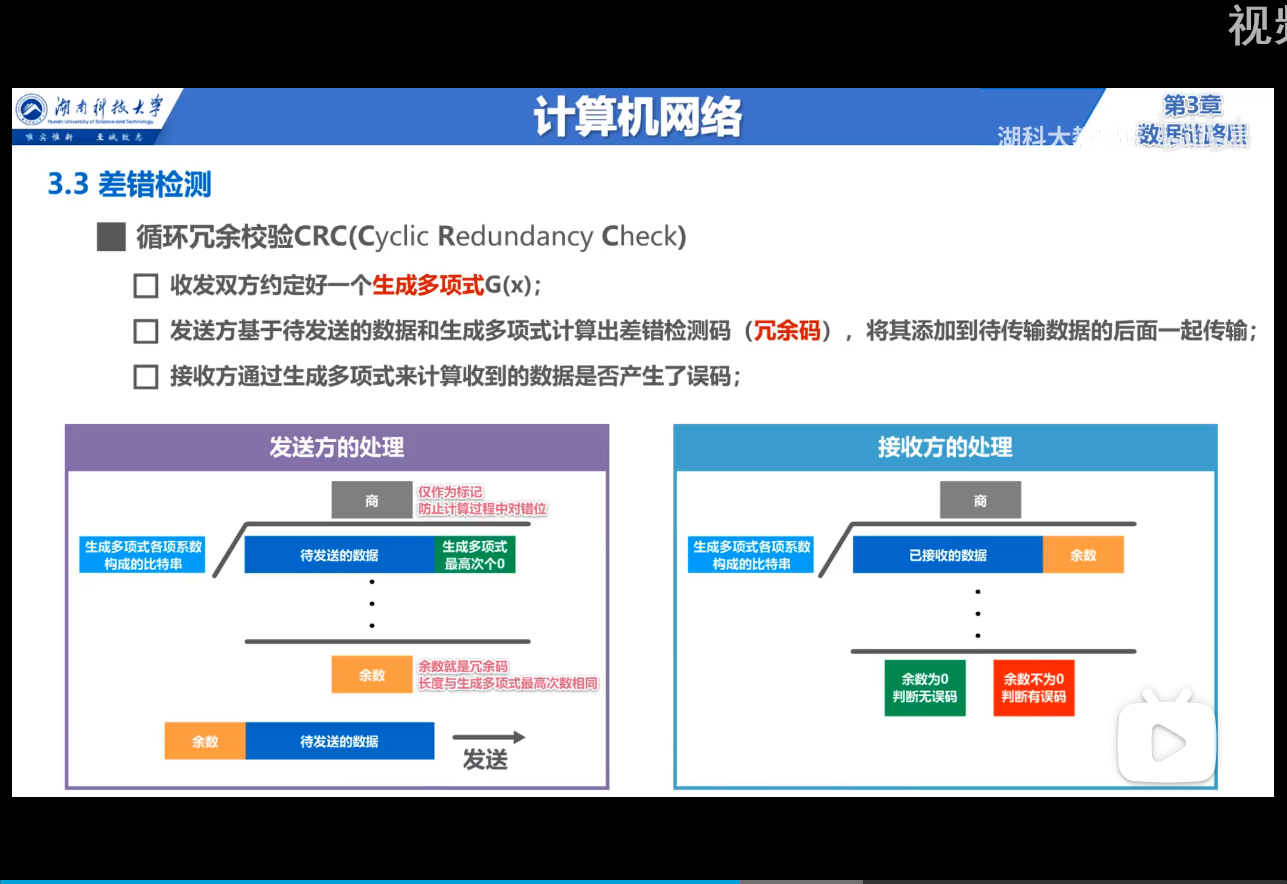 视频
湖南科技大学
Hunan University of Science and Technology
唯实惟新 至诚致志
计算机网络
第3章
数据链路层
湖科大教
3.3 差错检测
循环冗余校验CRC(Cyclic Redundancy Check)
收发双方约定好一个生成多项式G(x);
发送方基于待发送的数据和生成多项式计算出差错检测码（冗余码），将其添加到待传输数据的后面一起传输;
接收方通过生成多项式来计算收到的数据是否产生了误码;
发送方的处理
商
仅作为标记
防止计算过程中对错位
生成多项式各项系数
构成的比特串
待发送的数据
生成多项式
最高次个0
余数
余数就是冗余码
长度与生成多项式最高次数相同
余数
待发送的数据
发送
接收方的处理
商
生成多项式各项系数
构成的比特串
已接收的数据
余数
余数为0
判断无误码
余数不为0
判断有误码